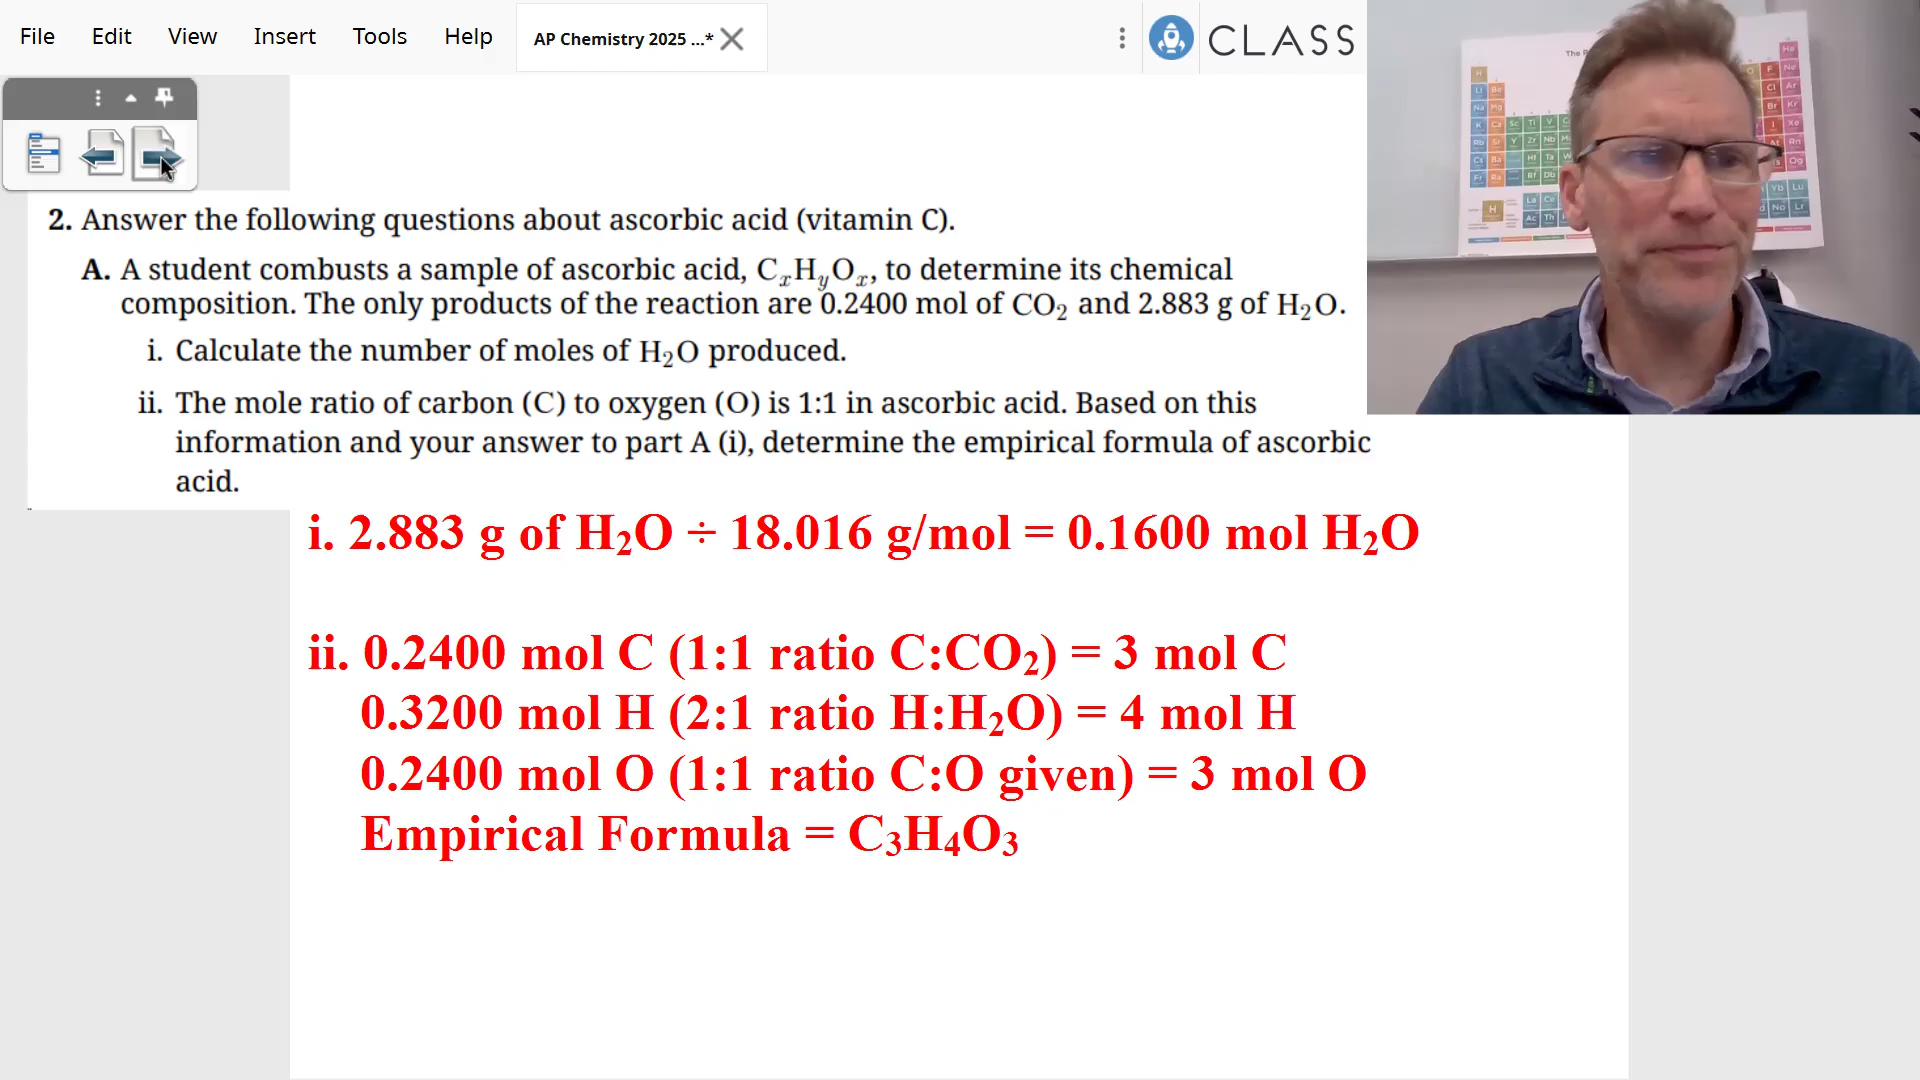 File Edit View Insert Tools Help AP Chemistry 2025 ...* CLASS
2. Answer the following questions about ascorbic acid (vitamin C).
A. A student combusts a sample of ascorbic acid, CₓHᵧOₓ, to determine its chemical
composition. The only products of the reaction are 0.2400 mol of CO₂ and 2.883 g of H₂O.
i. Calculate the number of moles of H₂O produced.
ii. The mole ratio of carbon (C) to oxygen (O) is 1:1 in ascorbic acid. Based on this
information and your answer to part A (i), determine the empirical formula of ascorbic
acid.
i. 2.883 g of H₂O ÷ 18.016 g/mol = 0.1600 mol H₂O
ii. 0.2400 mol C (1:1 ratio C:CO₂) = 3 mol C
0.3200 mol H (2:1 ratio H:H₂O) = 4 mol H
0.2400 mol O (1:1 ratio C:O given) = 3 mol O
Empirical Formula = C₃H₄O₃